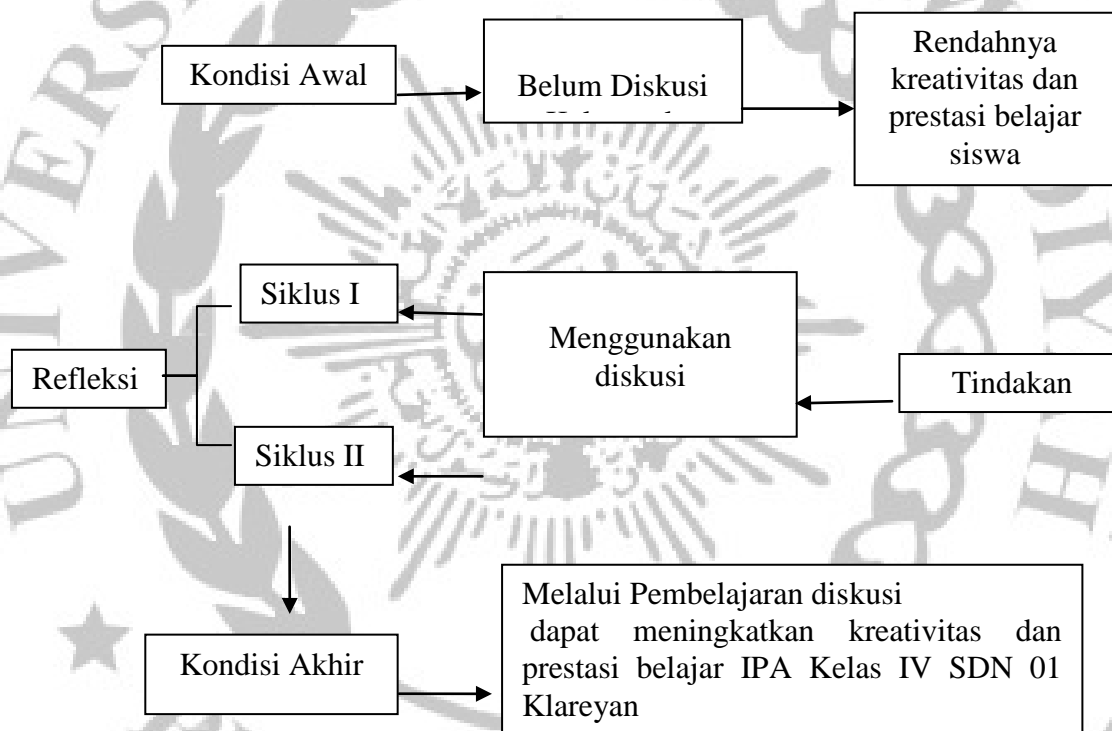 Kondisi Awal
Belum Diskusi
Rendahnya
kreativitas dan
prestasi belajar
siswa
Siklus I
Menggunakan
diskusi
Refleksi
Tindakan
Siklus II
Melalui Pembelajaran diskusi
dapat meningkatkan kreativitas dan
prestasi belajar IPA Kelas IV SDN 01
Klareyan
Kondisi Akhir